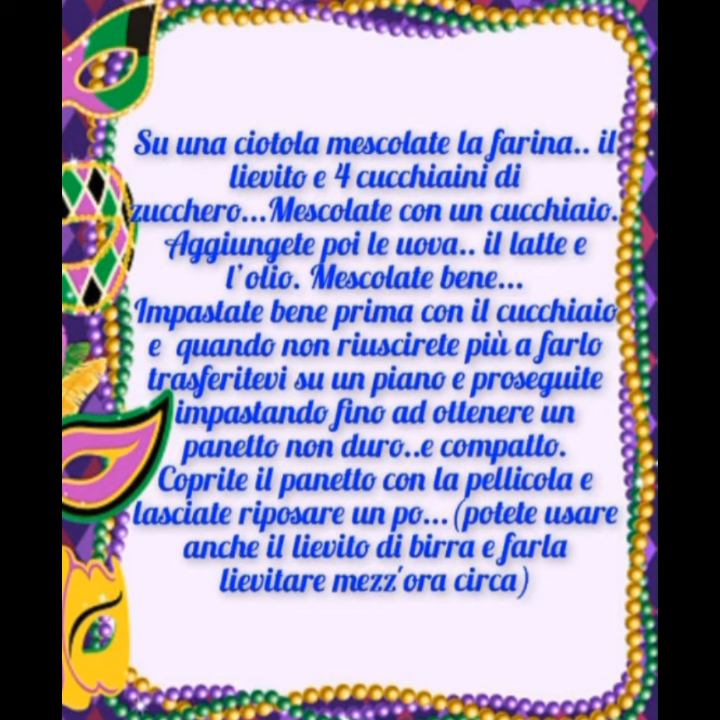 Su una ciotola mescolate la farina.. il
lievito e 4 cucchiaini di
zucchero...Mescolate con un cucchiaio.
Aggiungete poi le uova.. il latte e
l'olio. Mescolate bene...
Impastate bene prima con il cucchiaio
e quando non riuscirete più a farlo
trasferitevi su un piano e proseguite
impastando fino ad ottenere un
panetto non duro..e compatto.
Coprite il panetto con la pellicola e
lasciate riposare un po...(potete usare
anche il lievito di birra e farla
lievitare mezz'ora circa)